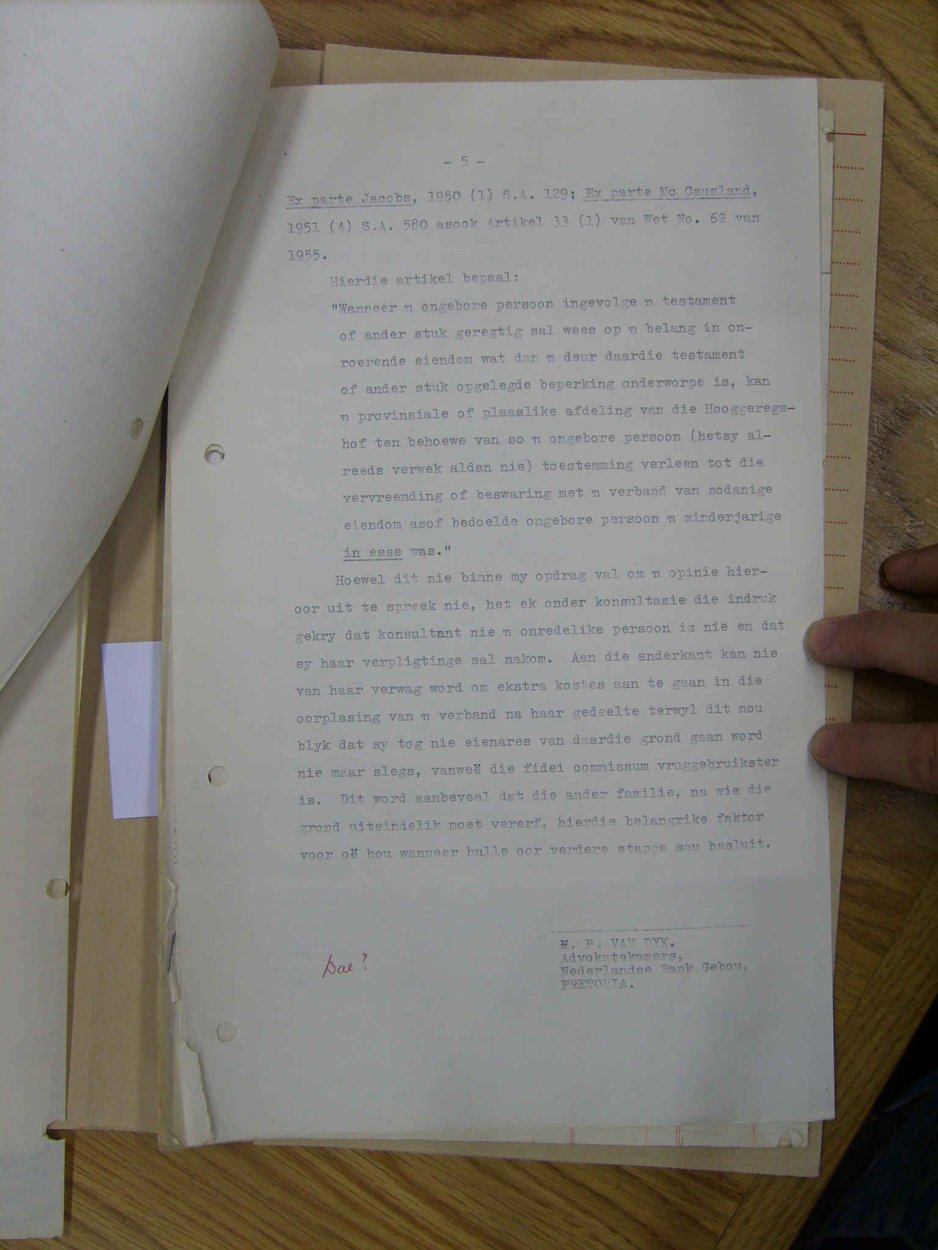 - 5 -
Ex parte Jacobs, 1950 (1) S.A. 129; Ex parte Mc Causland,
1951 (4) S.A. 580 asook Artikel 33 (1) van Wet No. 62 van
1955.
Hierdie artikel bepaal:
"Wanneer 'n ongebore persoon ingevolge 'n testament
of ander stuk geregtig sal wees op 'n belang in on-
roerende eiendom wat dan 'n deur daardie testament
of ander stuk opgelegde beperking onderworpe is, kan
'n provinsiale of plaaslike afdeling van die Hooggeregs-
hof ten behoewe van so 'n ongebore persoon (hetsy al-
reeds verwek aldan nie) toestemming verleen tot die
vervreemding of beswaring met 'n verband van sodanige
eiendom asof bedoelde ongebore persoon 'n minderjarige
in esse was."
Hoewel dit nie binne my opdrag val om 'n opinie hier-
oor uit te spreek nie, het ek onder konsultasie die indruk
gekry dat konsultant nie 'n onredelike persoon is nie en dat
sy haar verpligtinge sal nakom. Aan die anderkant kan nie
van haar verwag word om ekstra kostes aan te gaan in die
oorplasing van 'n verband na haar gedeelte terwyl dit nou
blyk dat sy tog nie eienares van daardie grond gaan word
nie maar slegs, vanweë die fidei commissum vruggebruikster
is. Dit word aanbeveel dat die ander familie, na wie die
grond uiteindelik moet vererf, hierdie belangrike faktor
voor oë hou wanneer hulle oor verdere stappe sou besluit.
H. P. VAN DYK.
Advokatekamers,
Nederlandse Bank Gebou,
PRETORIA.